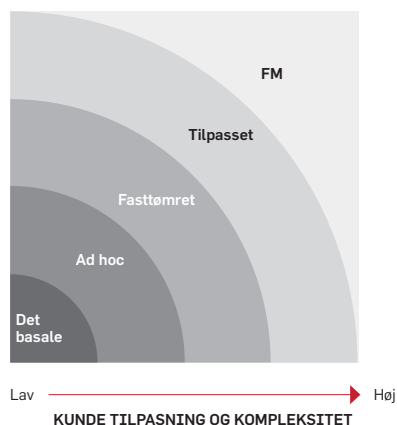 FM
Tilpasset
Fasttømret
Ad hoc
Det
basale
Lav
Høj
KUNDE TILPASNING OG KOMPLEKSITET